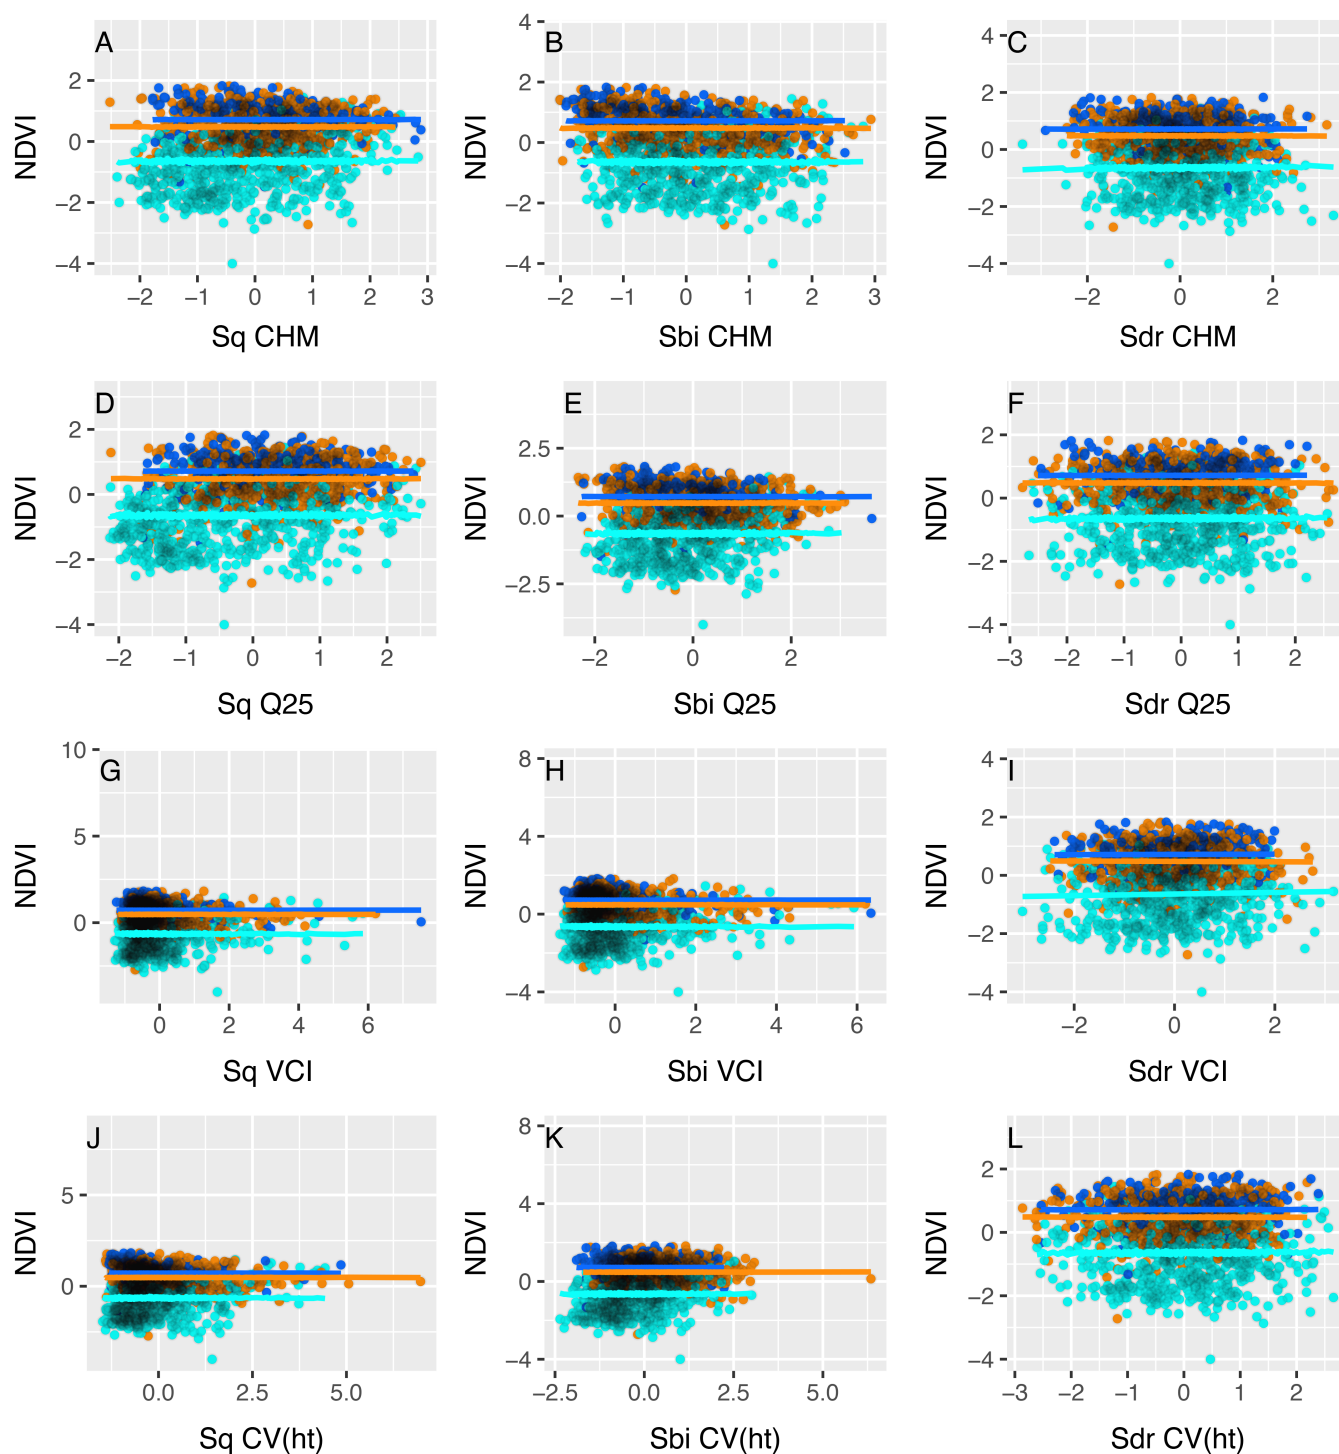 A
B
C
NDVI
NDVI
NDVI
2
0
−2
−4
4
2
0
−2
−4
4
2
0
−2
−4
−2 −1 0 1 2 3
−2 −1 0 1 2 3
−2 0 2
Sq CHM
Sbi CHM
Sdr CHM
D
E
F
NDVI
NDVI
NDVI
2
0
−2
−4
2.5
0.0
−2.5
2
0
−2
−4
−2 −1 0 1 2
−2 0 2
−3 −2 −1 0 1 2
Sq Q25
Sbi Q25
Sdr Q25
G
H
I
NDVI
NDVI
NDVI
10
5
0
8
4
0
−4
4
2
0
−2
−4
0 2 4 6
0 2 4 6
−2 0 2
Sq VCI
Sbi VCI
Sdr VCI
J
K
L
NDVI
NDVI
NDVI
5
0
8
4
0
−4
2
0
−2
−4
0.0 2.5 5.0
−2.5 0.0 2.5 5.0
−3 −2 −1 0 1 2
Sq CV(ht)
Sbi CV(ht)
Sdr CV(ht)